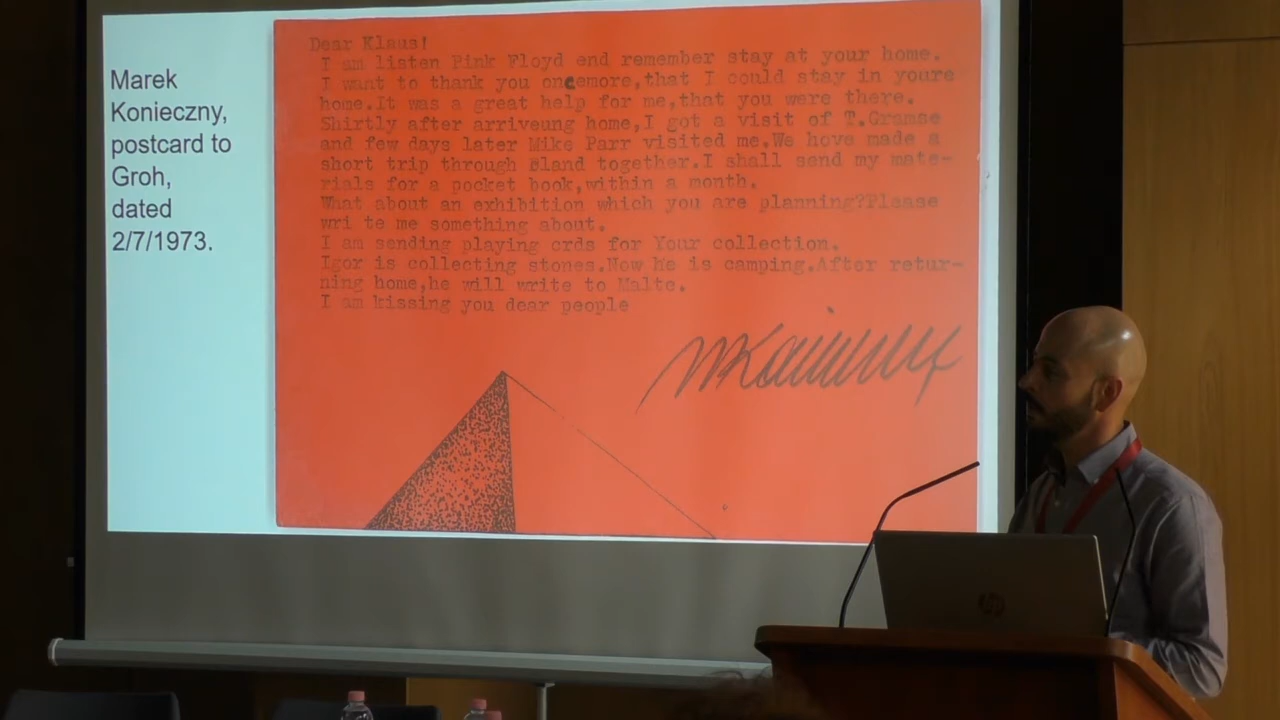 Marek
Konieczny,
postcard to
Groh,
dated
2/7/1973.
Dear Klaus!
I am listen Pink Floyd end remember stay at your home.
I want to thank you oncemore,that I could stay in youre
home.It was a great help for me,that you were there.
Shirtly after arriveung home,I got a visit of T.Gramse
and few days later Mike Parr visited me.We hove made a
short trip through Øland together.I shall send my mate-
rials for a pocket book,within a month.
What about an exhibition which you are planning?Please
wri te me something about.
I am sending playing crds for Your collection.
Igor is collecting stones.Now He is camping.After retur-
ning home,he will write to Malte.
I am kissing you dear people
MKonieczny
hp